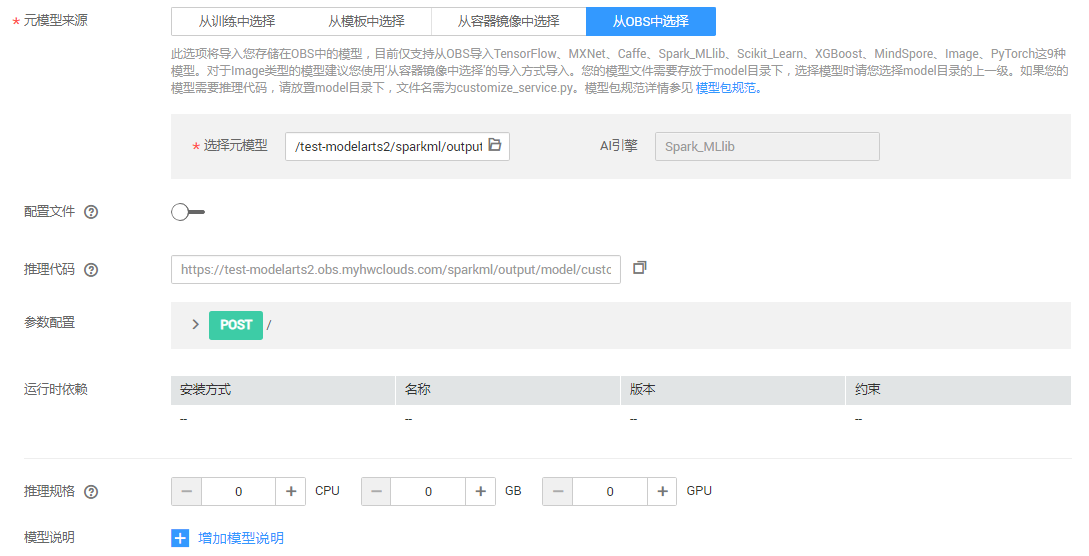 * 元模型来源 从训练中选择 从模板中选择 从容器镜像中选择 从OBS中选择
此选项将导入您存储在OBS中的模型，目前仅支持从OBS导入TensorFlow、MXNet、Caffe、Spark_MLlib、Scikit_Learn、XGBoost、MindSpore、Image、PyTorch这9种
模型。对于Image类型的模型建议您使用'从容器镜像中选择'的导入方式导入。您的模型文件需要存放于model目录下，选择模型时请您选择model目录的上一级。如果您的
模型需要推理代码，请放置model目录下，文件名需为customize_service.py。模型包规范详情参见 模型包规范。
* 选择元模型 /test-modelarts2/sparkml/output AI引擎 Spark_MLlib
配置文件 ?
推理代码 ? https://test-modelarts2.obs.myhwclouds.com/sparkml/output/model/custo
参数配置 > POST /
运行时依赖 安装方式 名称 版本 约束
-- -- -- --
推理规格 ? − 0 + CPU − 0 + GB − 0 + GPU
模型说明 + 增加模型说明